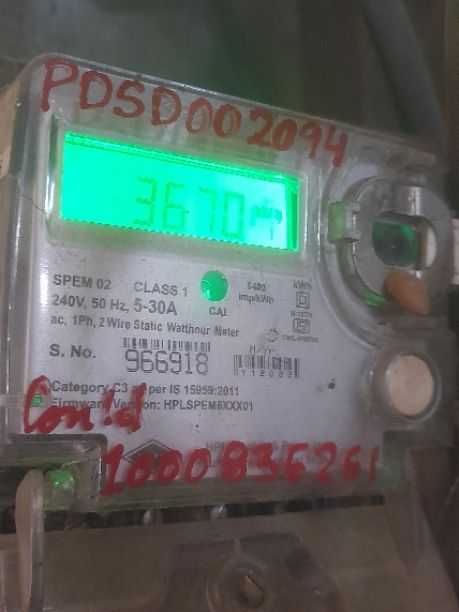 PDSD002094
3670 kWh
SPEM 02 CLASS 1 6400 imp/kWh kWh
240V, 50 Hz, 5-30A CAL
ac, 1Ph, 2 Wire Static Watthour Meter
S. No. 966918 M/Yr.
Category C3 as per IS 15959:2011
Firmware Version: HPLSPEM6XXX01
Con Id
1000836261